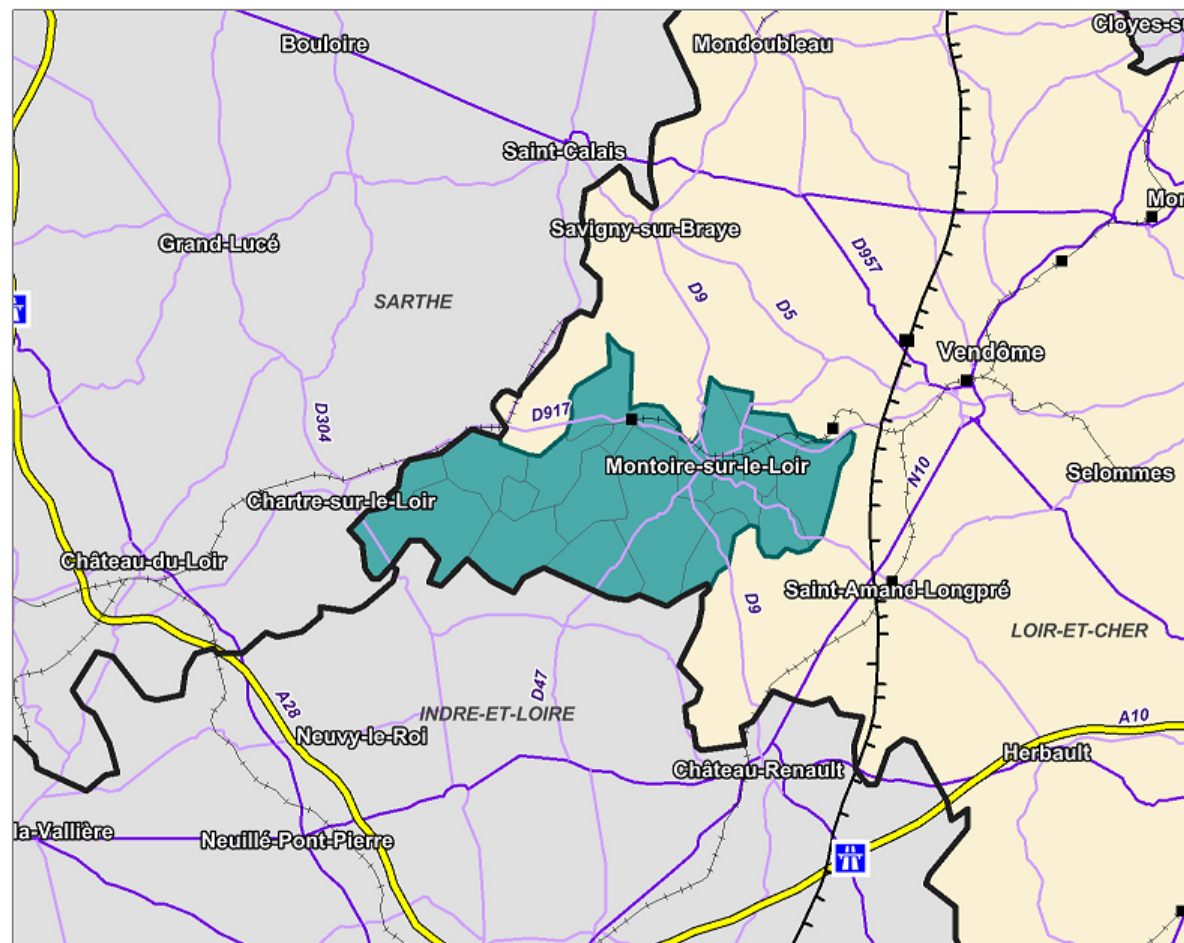 Cloyes-su
Bouloire
Mondoubleau
Saint-Calais
Mor
Savigny-sur-Braye
Grand-Lucé
D957
D9
SARTHE
D5
Vendôme
D917
D304
Montoire-sur-le-Loir
N10
Selommes
Chartre-sur-le-Loir
Château-du-Loir
Saint-Amand-Longpré
D9
LOIR-ET-CHER
D47
A28
INDRE-ET-LOIRE
A10
Neuvy-le-Roi
Herbault
Château-Renault
la-Vallière
Neuillé-Pont-Pierre